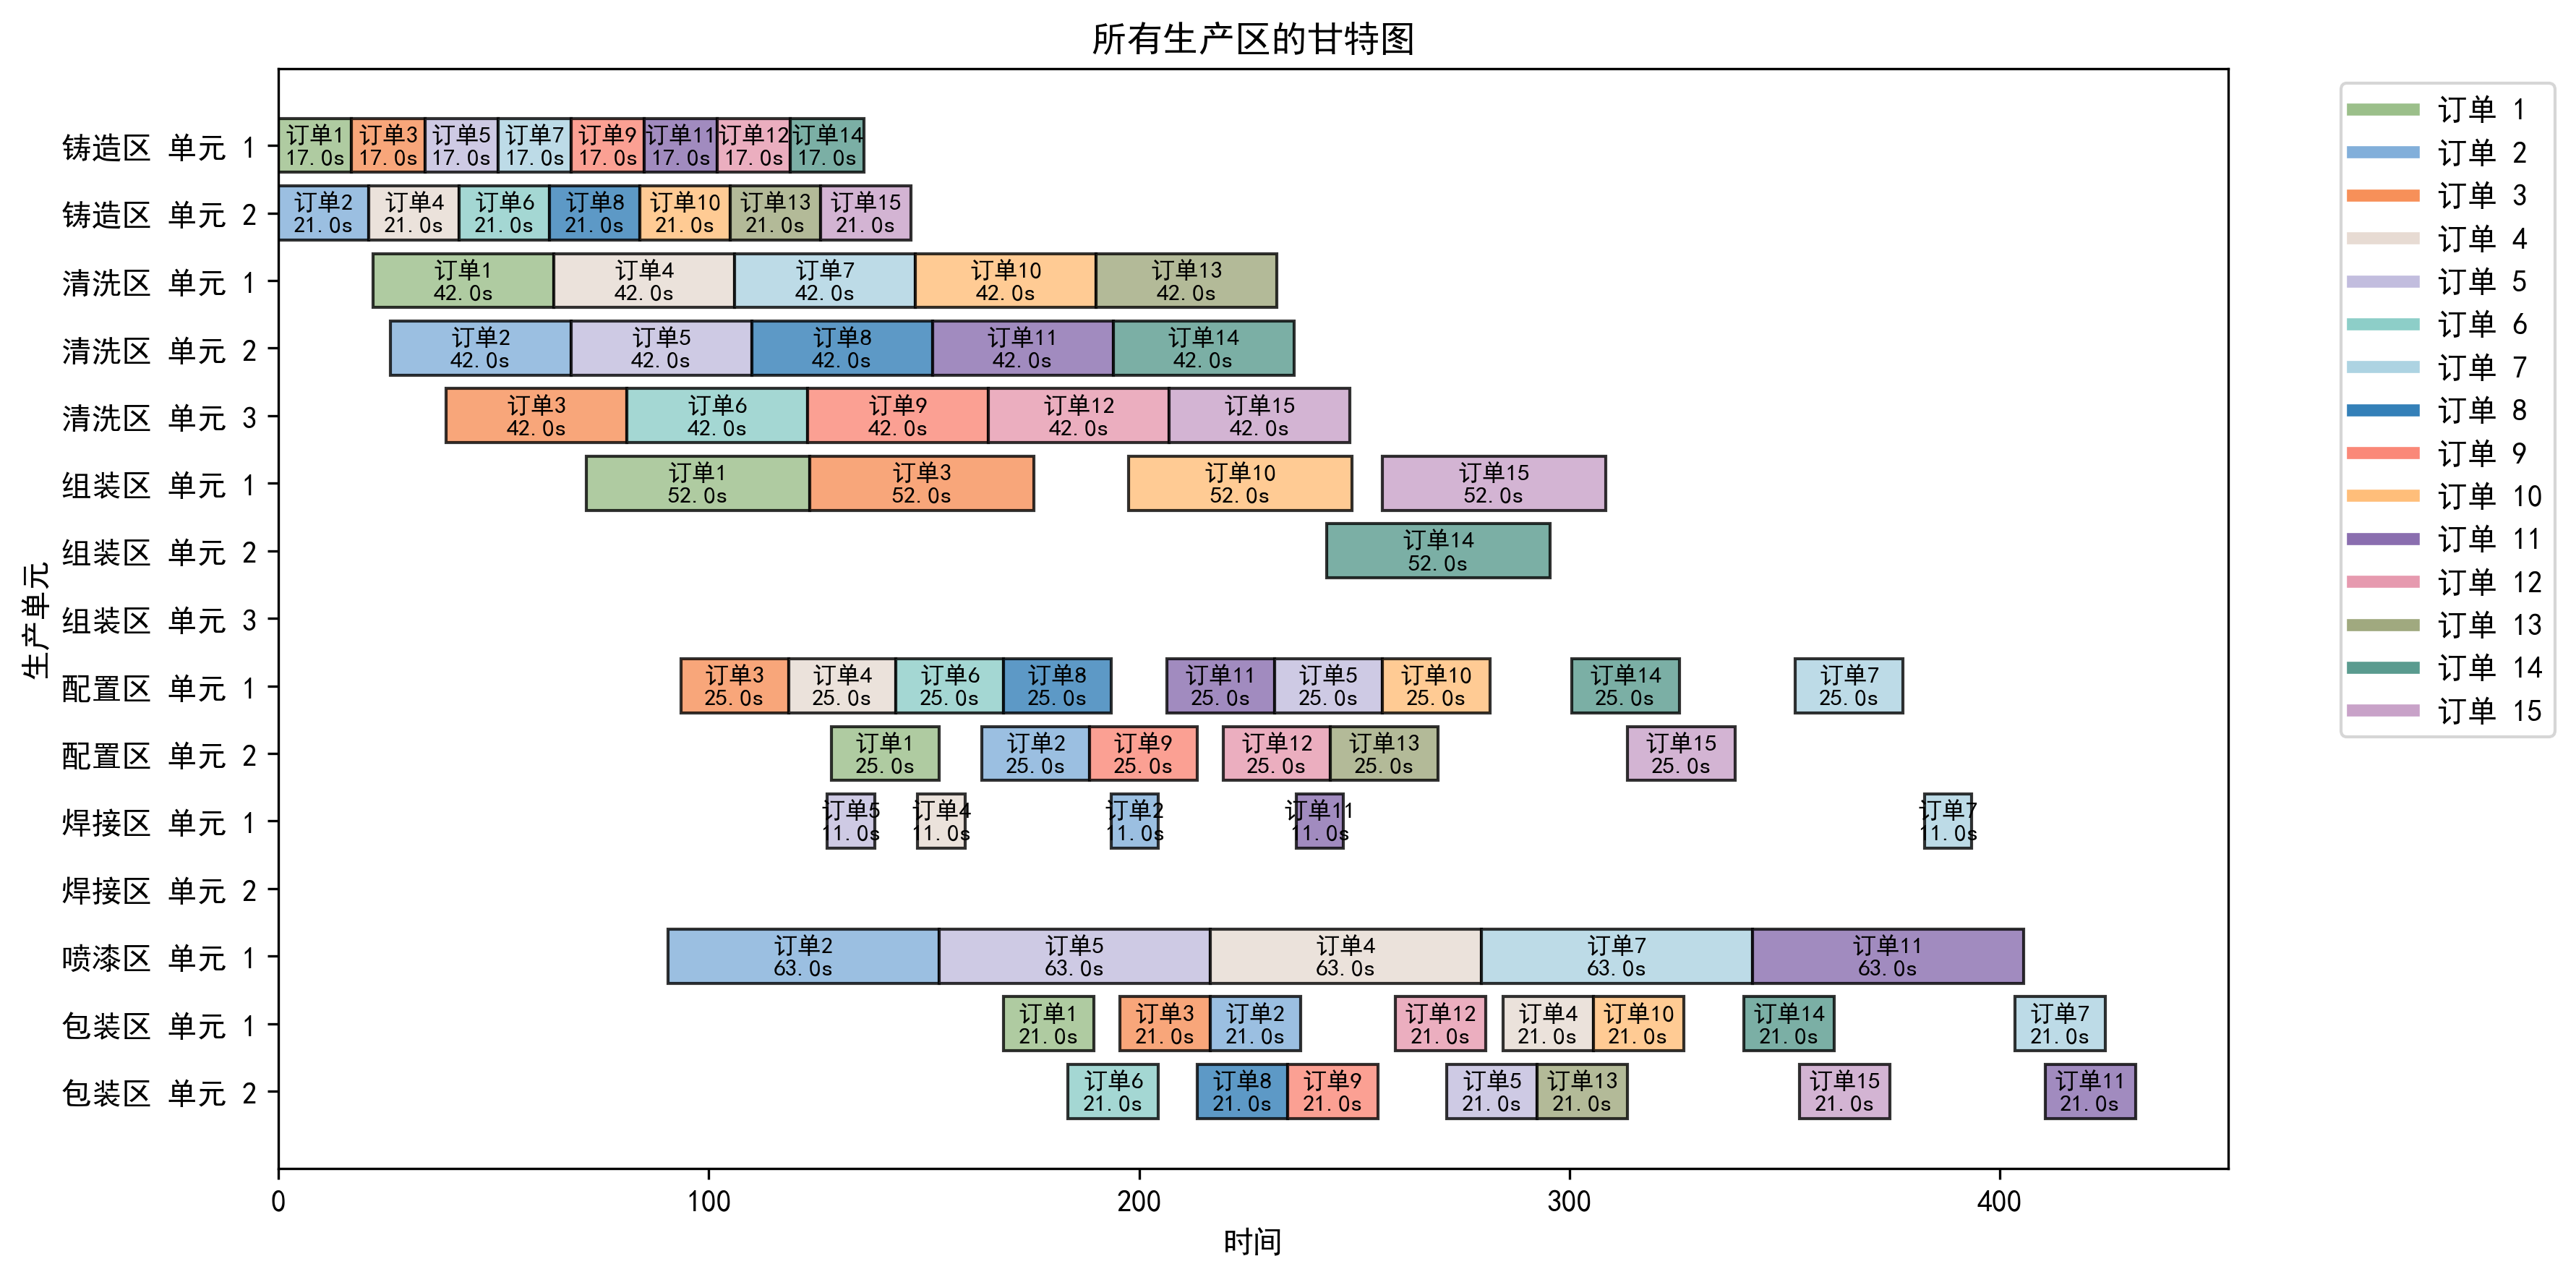 所有生产区的甘特图
生产单元
铸造区 单元 1
订单1 订单3 订单5 订单7 订单9 订单11 订单12 订单14
17.0s 17.0s 17.0s 17.0s 17.0s 17.0s 17.0s 17.0s
铸造区 单元 2
订单2 订单4 订单6 订单8 订单10 订单13 订单15
21.0s 21.0s 21.0s 21.0s 21.0s 21.0s 21.0s
清洗区 单元 1
订单1 订单4 订单7 订单10 订单13
42.0s 42.0s 42.0s 42.0s 42.0s
清洗区 单元 2
订单2 订单5 订单8 订单11 订单14
42.0s 42.0s 42.0s 42.0s 42.0s
清洗区 单元 3
订单3 订单6 订单9 订单12 订单15
42.0s 42.0s 42.0s 42.0s 42.0s
组装区 单元 1
订单1 订单3 订单10 订单15
52.0s 52.0s 52.0s 52.0s
组装区 单元 2
订单14
52.0s
组装区 单元 3
配置区 单元 1
订单3 订单4 订单6 订单8 订单11 订单5 订单10 订单14 订单7
25.0s 25.0s 25.0s 25.0s 25.0s 25.0s 25.0s 25.0s 25.0s
配置区 单元 2
订单1 订单2 订单9 订单12 订单13 订单15
25.0s 25.0s 25.0s 25.0s 25.0s 25.0s
焊接区 单元 1
订单5 订单4 订单2 订单11 订单7
11.0s 11.0s 11.0s 11.0s 11.0s
焊接区 单元 2
喷漆区 单元 1
订单2 订单5 订单4 订单7 订单11
63.0s 63.0s 63.0s 63.0s 63.0s
包装区 单元 1
订单1 订单3 订单2 订单12 订单4 订单10 订单14 订单7
21.0s 21.0s 21.0s 21.0s 21.0s 21.0s 21.0s 21.0s
包装区 单元 2
订单6 订单8 订单9 订单5 订单13 订单15 订单11
21.0s 21.0s 21.0s 21.0s 21.0s 21.0s 21.0s
0 100 200 300 400
时间
订单 1
订单 2
订单 3
订单 4
订单 5
订单 6
订单 7
订单 8
订单 9
订单 10
订单 11
订单 12
订单 13
订单 14
订单 15